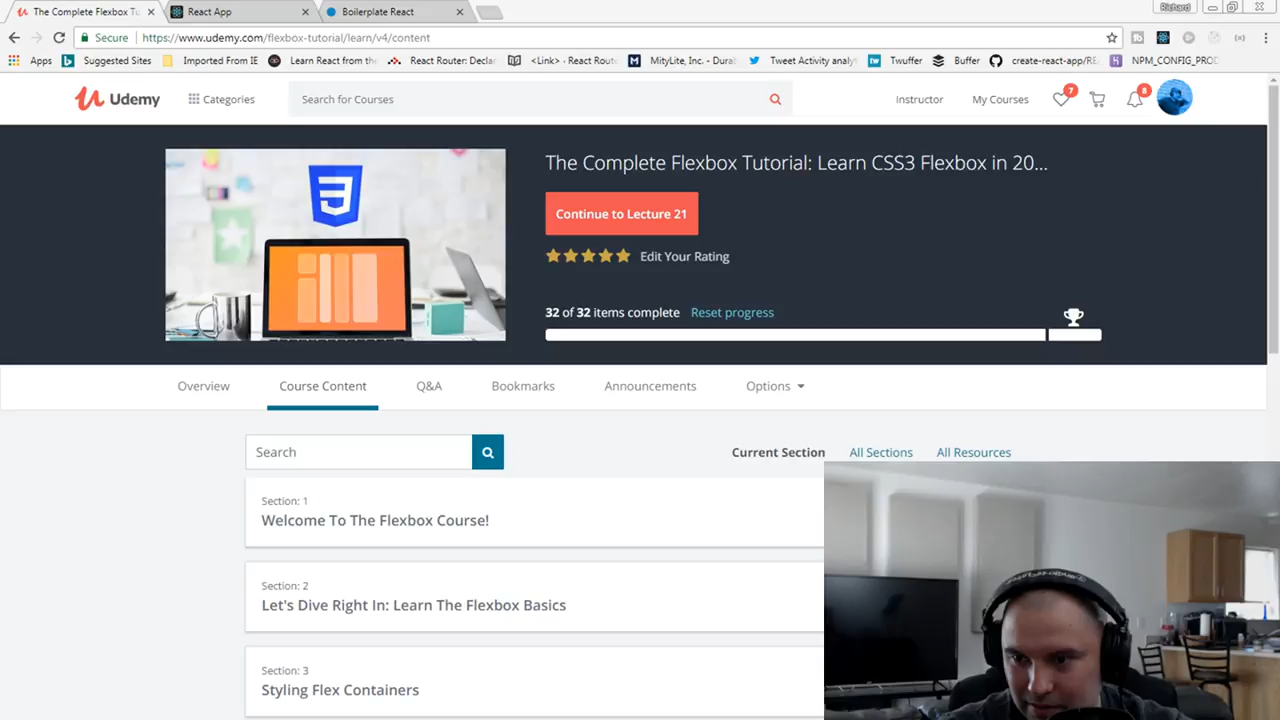 The Complete Flexbox Tu
React App
Boilerplate React
Richard
Secure
https://www.udemy.com/flexbox-tutorial/learn/v4/content
Apps
Suggested Sites
Imported From IE
Learn React from the
React Router: Declar
<Link> - React Route
MityLite, Inc. - Durab
Tweet Activity analyt
Twuffer
Buffer
create-react-app/RE
NPM_CONFIG_PROD
Udemy
Categories
Search for Courses
Instructor
My Courses
7
8
The Complete Flexbox Tutorial: Learn CSS3 Flexbox in 20...
Continue to Lecture 21
Edit Your Rating
32 of 32 items complete
Reset progress
Overview
Course Content
Q&A
Bookmarks
Announcements
Options
Search
Current Section
All Sections
All Resources
Section: 1
Welcome To The Flexbox Course!
Section: 2
Let's Dive Right In: Learn The Flexbox Basics
Section: 3
Styling Flex Containers